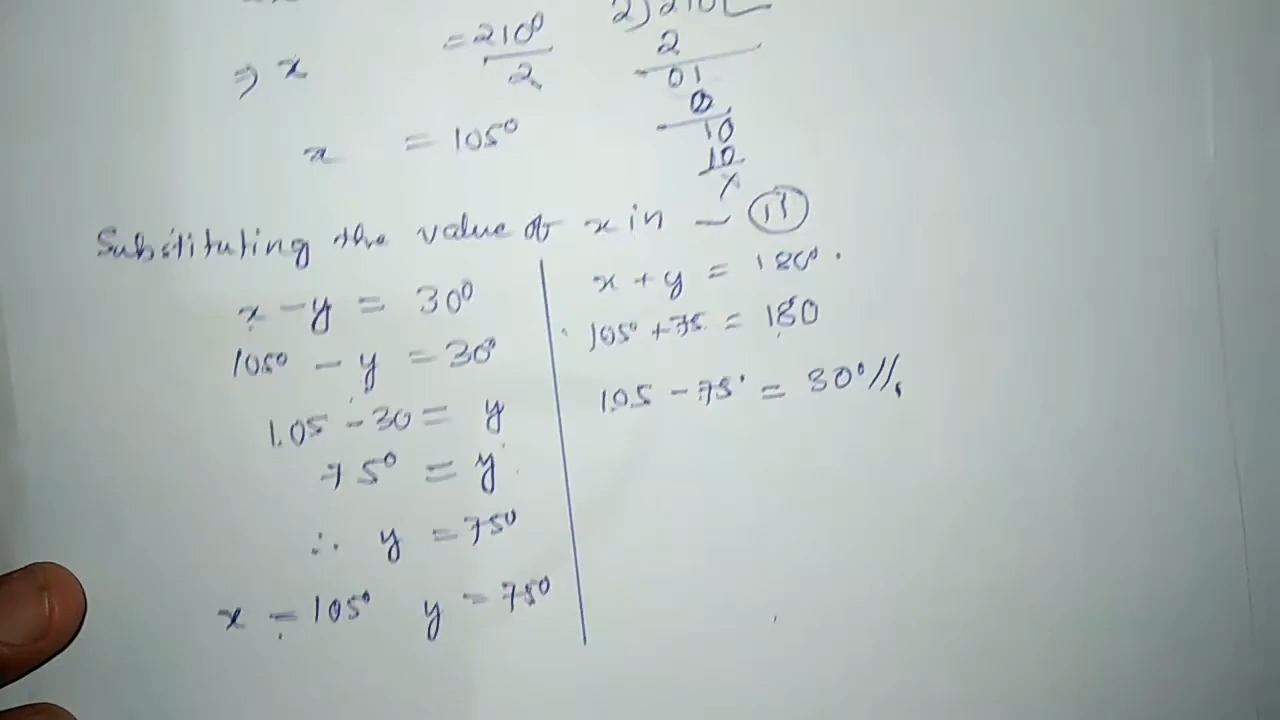 ⇒ x = 210°/2
2)210(
2
01
0
10
10
x
x = 105°
Substituting the value of x in – (11)
x – y = 30°
105° – y = 30°
105 – 30 = y
75° = y
∴ y = 75°
x = 105° y = 75°
x + y = 180°.
105° + 75 = 180
105 – 75° = 30°//.